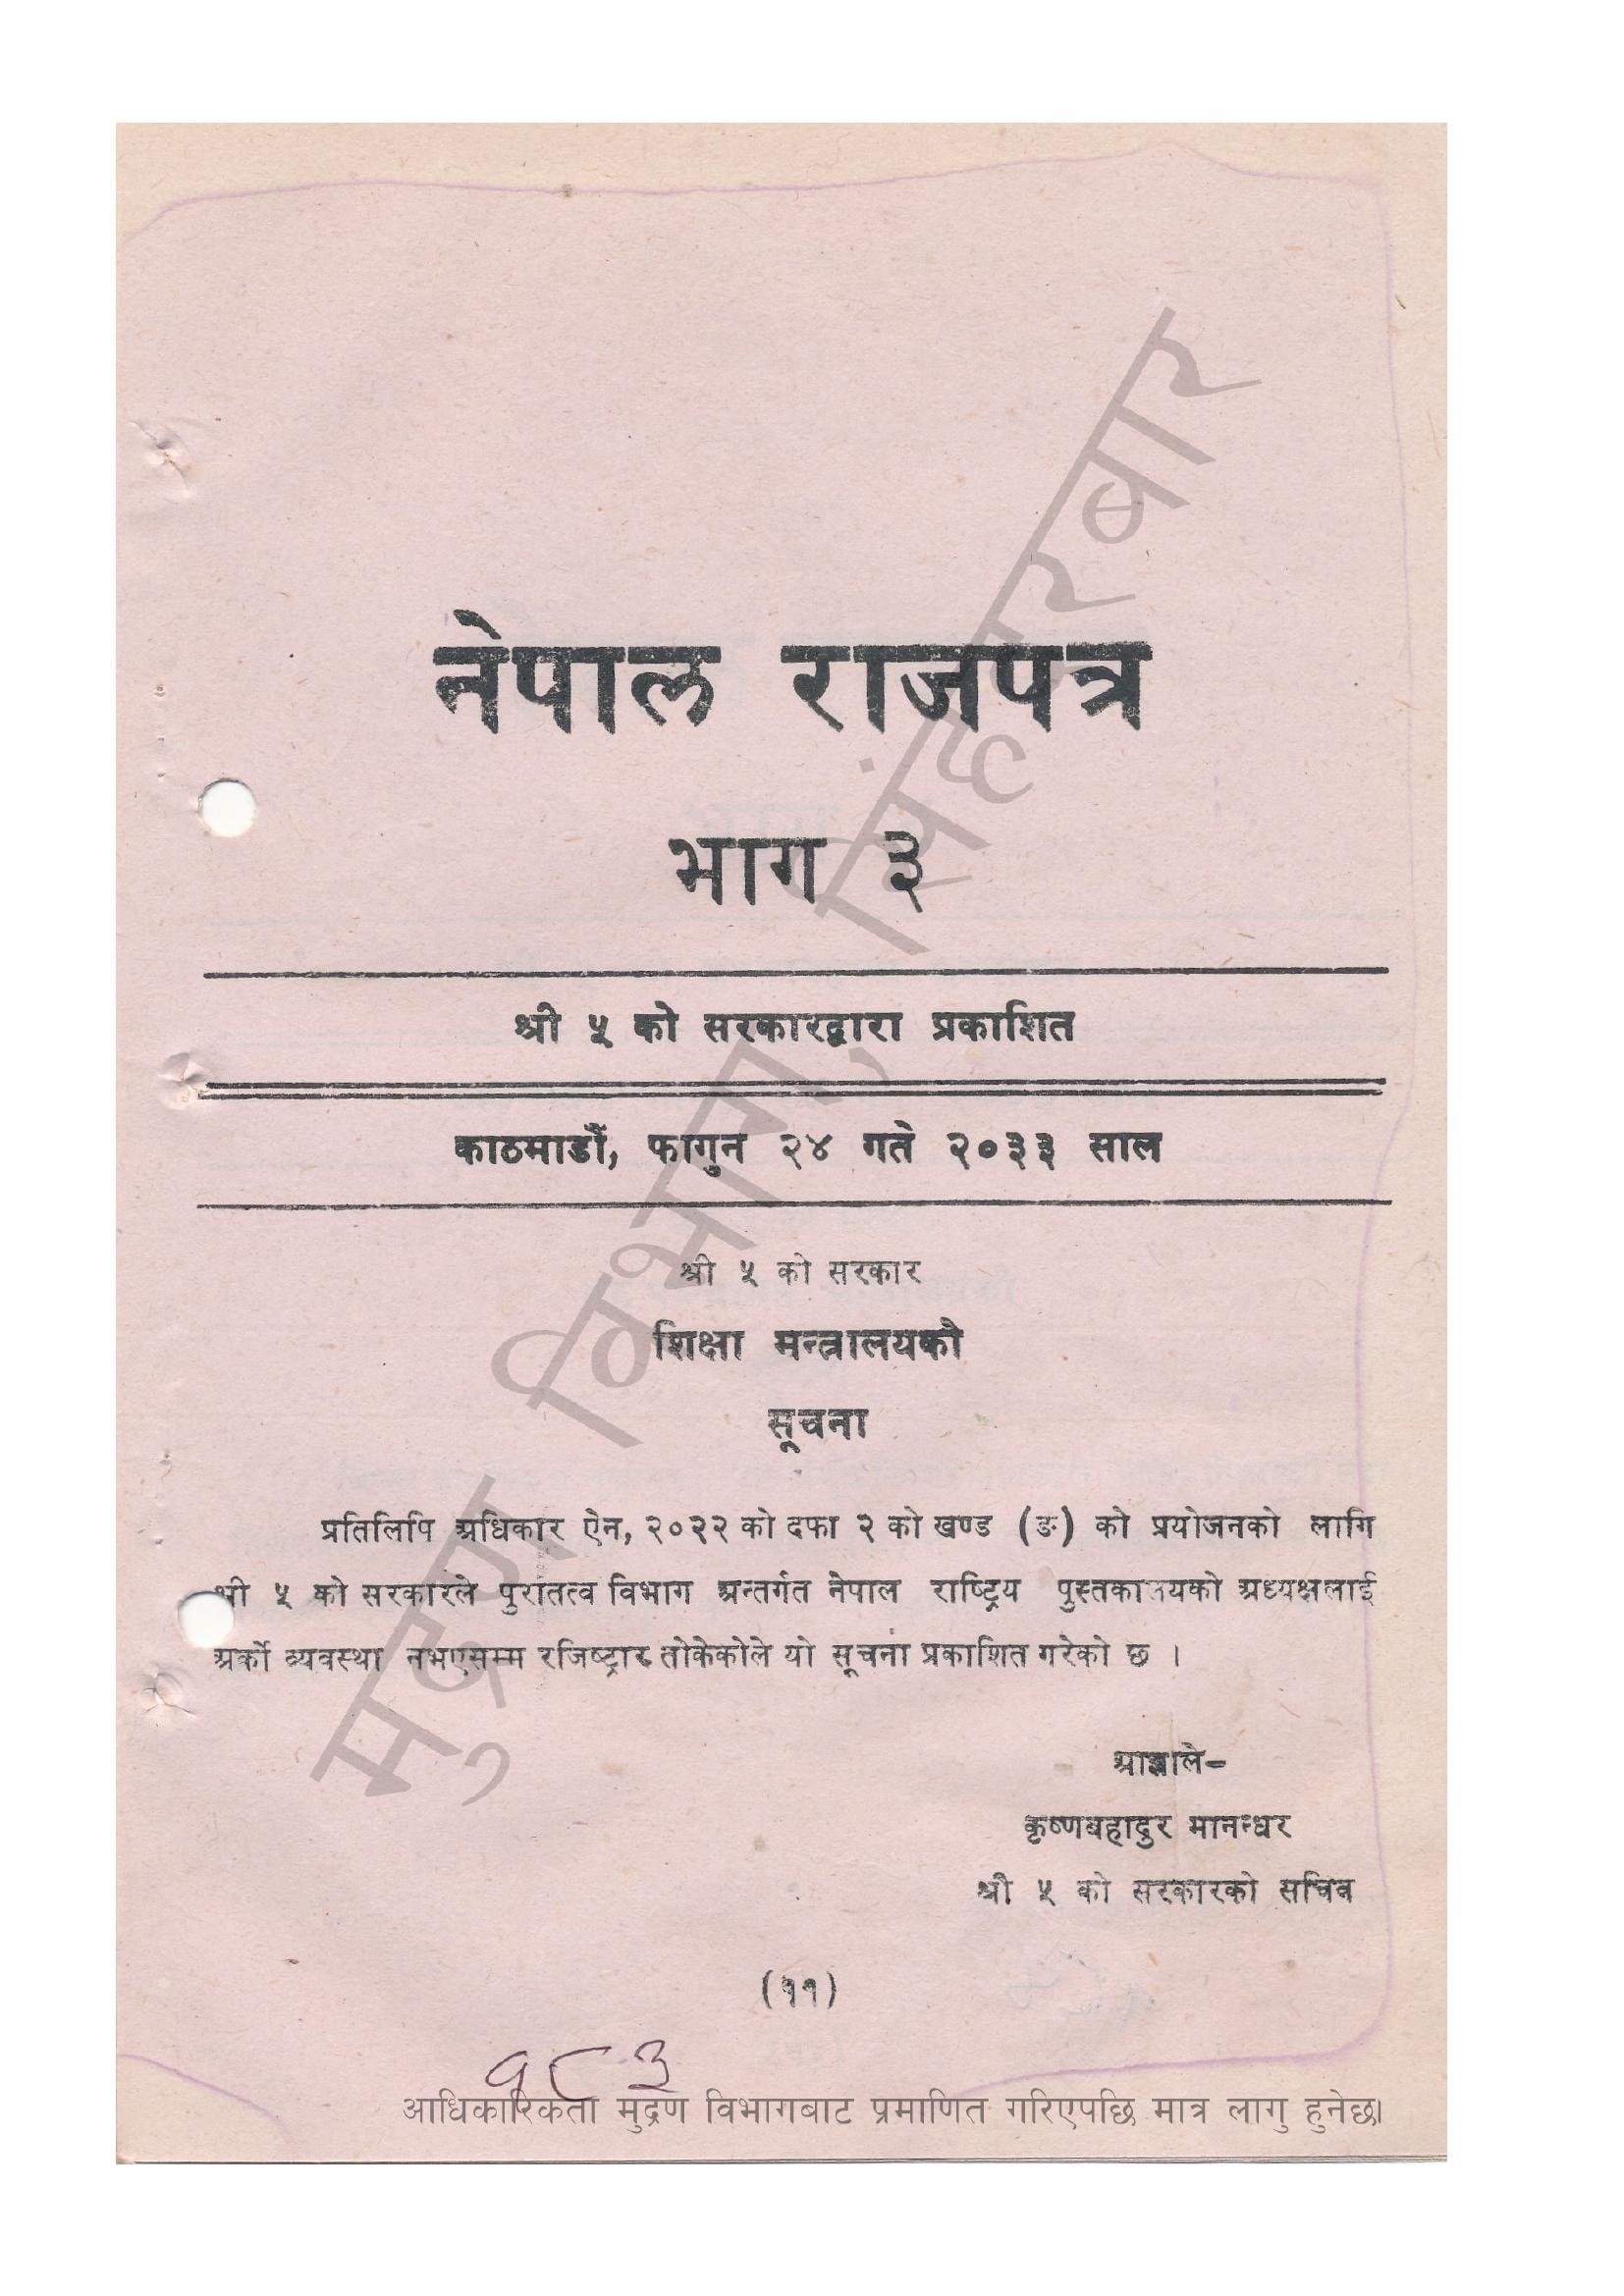 नेपाल राजपत्र
भाग ३
श्री ५ को सरकारद्वारा प्रकाशित
काठमाडौं, फागुन २४ गते २०३३ साल
श्री ५ को सरकार
शिक्षा मन्त्रालयको
सूचना
प्रतिलिपि अधिकार ऐन, २०२२ को दफा २ को खण्ड (ङ) को प्रयोजनको लागि
श्री ५ को सरकारले पुरातत्व विभाग अन्तर्गत नेपाल राष्ट्रिय पुस्तकालयको अध्यक्षलाई
अर्को व्यवस्था नभएसम्म रजिष्ट्रार तोकेकोले यो सूचना प्रकाशित गरेको छ ।
आज्ञाले-
कृष्णबहादुर मानन्धर
श्री ५ को सरकारको सचिव
(११)
१८३
आधिकारिकता मुद्रण विभागबाट प्रमाणित गरिएपछि मात्र लागु हुनेछ।
मुद्रण विभाग, सिंहदरबार